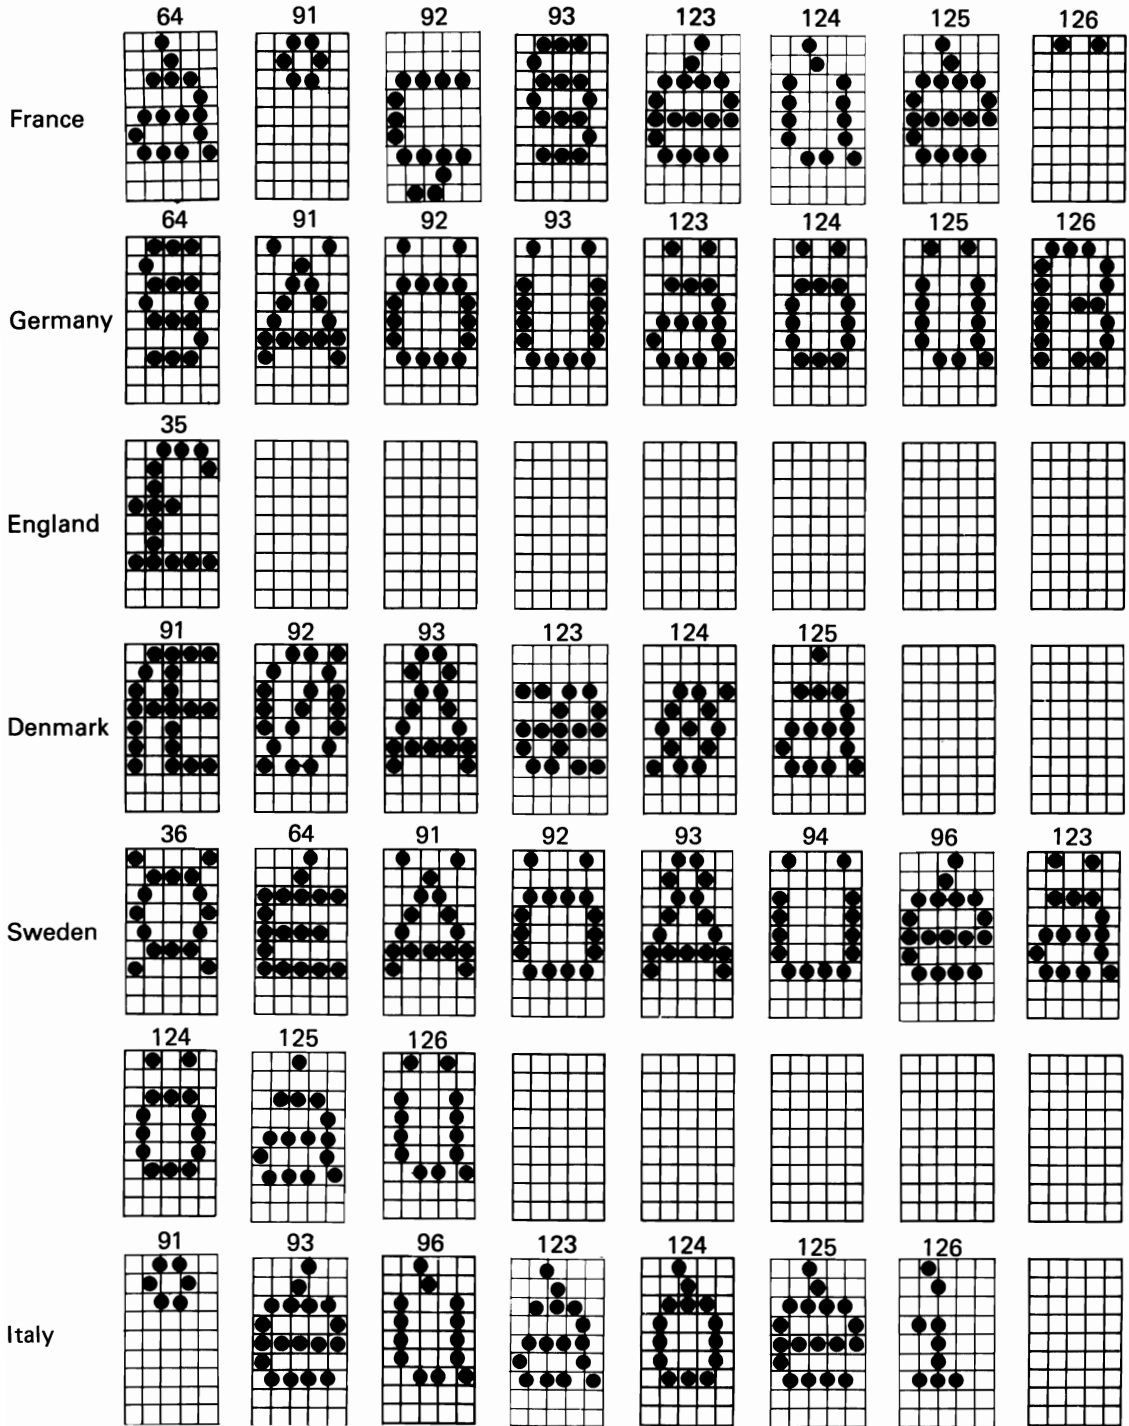 64 91 92 93 123 124 125 126
France à ° ç § é ù è ¨
64 91 92 93 123 124 125 126
Germany § Ä Ö Ü ä ö ü ß
35
England £
91 92 93 123 124 125
Denmark Æ Ø Å æ ø å
36 64 91 92 93 94 96 123
Sweden ¤ É Ä Ö Å Ü é ä
124 125 126
ö å ü
91 93 96 123 124 125 126
Italy ° é ù à ò è ì